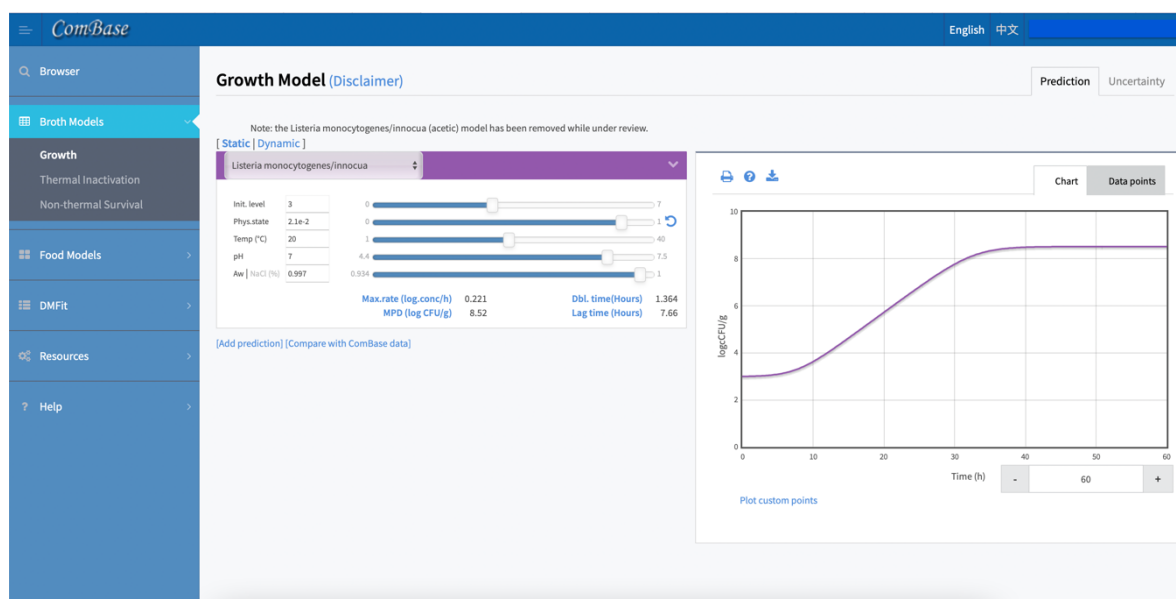 ComBase
English 中文
Browser
Broth Models
Growth
Thermal Inactivation
Non-thermal Survival
Food Models
DMFit
Resources
? Help
Growth Model (Disclaimer)
Prediction Uncertainty
Note: the Listeria monocytogenes/innocua (acetic) model has been removed while under review.
[ Static | Dynamic ]
Listeria monocytogenes/innocua
Init. level 3 0 7
Phys.state 2.1e-2 0 1
Temp (°C) 20 1 40
pH 7 4.4 7.5
Aw | NaCl (%) 0.997 0.934 1
Max.rate (log.conc/h) 0.221 Dbl. time(Hours) 1.364
MPD (log CFU/g) 8.52 Lag time (Hours) 7.66
[Add prediction] [Compare with ComBase data]
Chart Data points
10
8
6
4
2
0
logcCFU/g
0 10 20 30 40 50 60
Time (h) - 60 +
Plot custom points